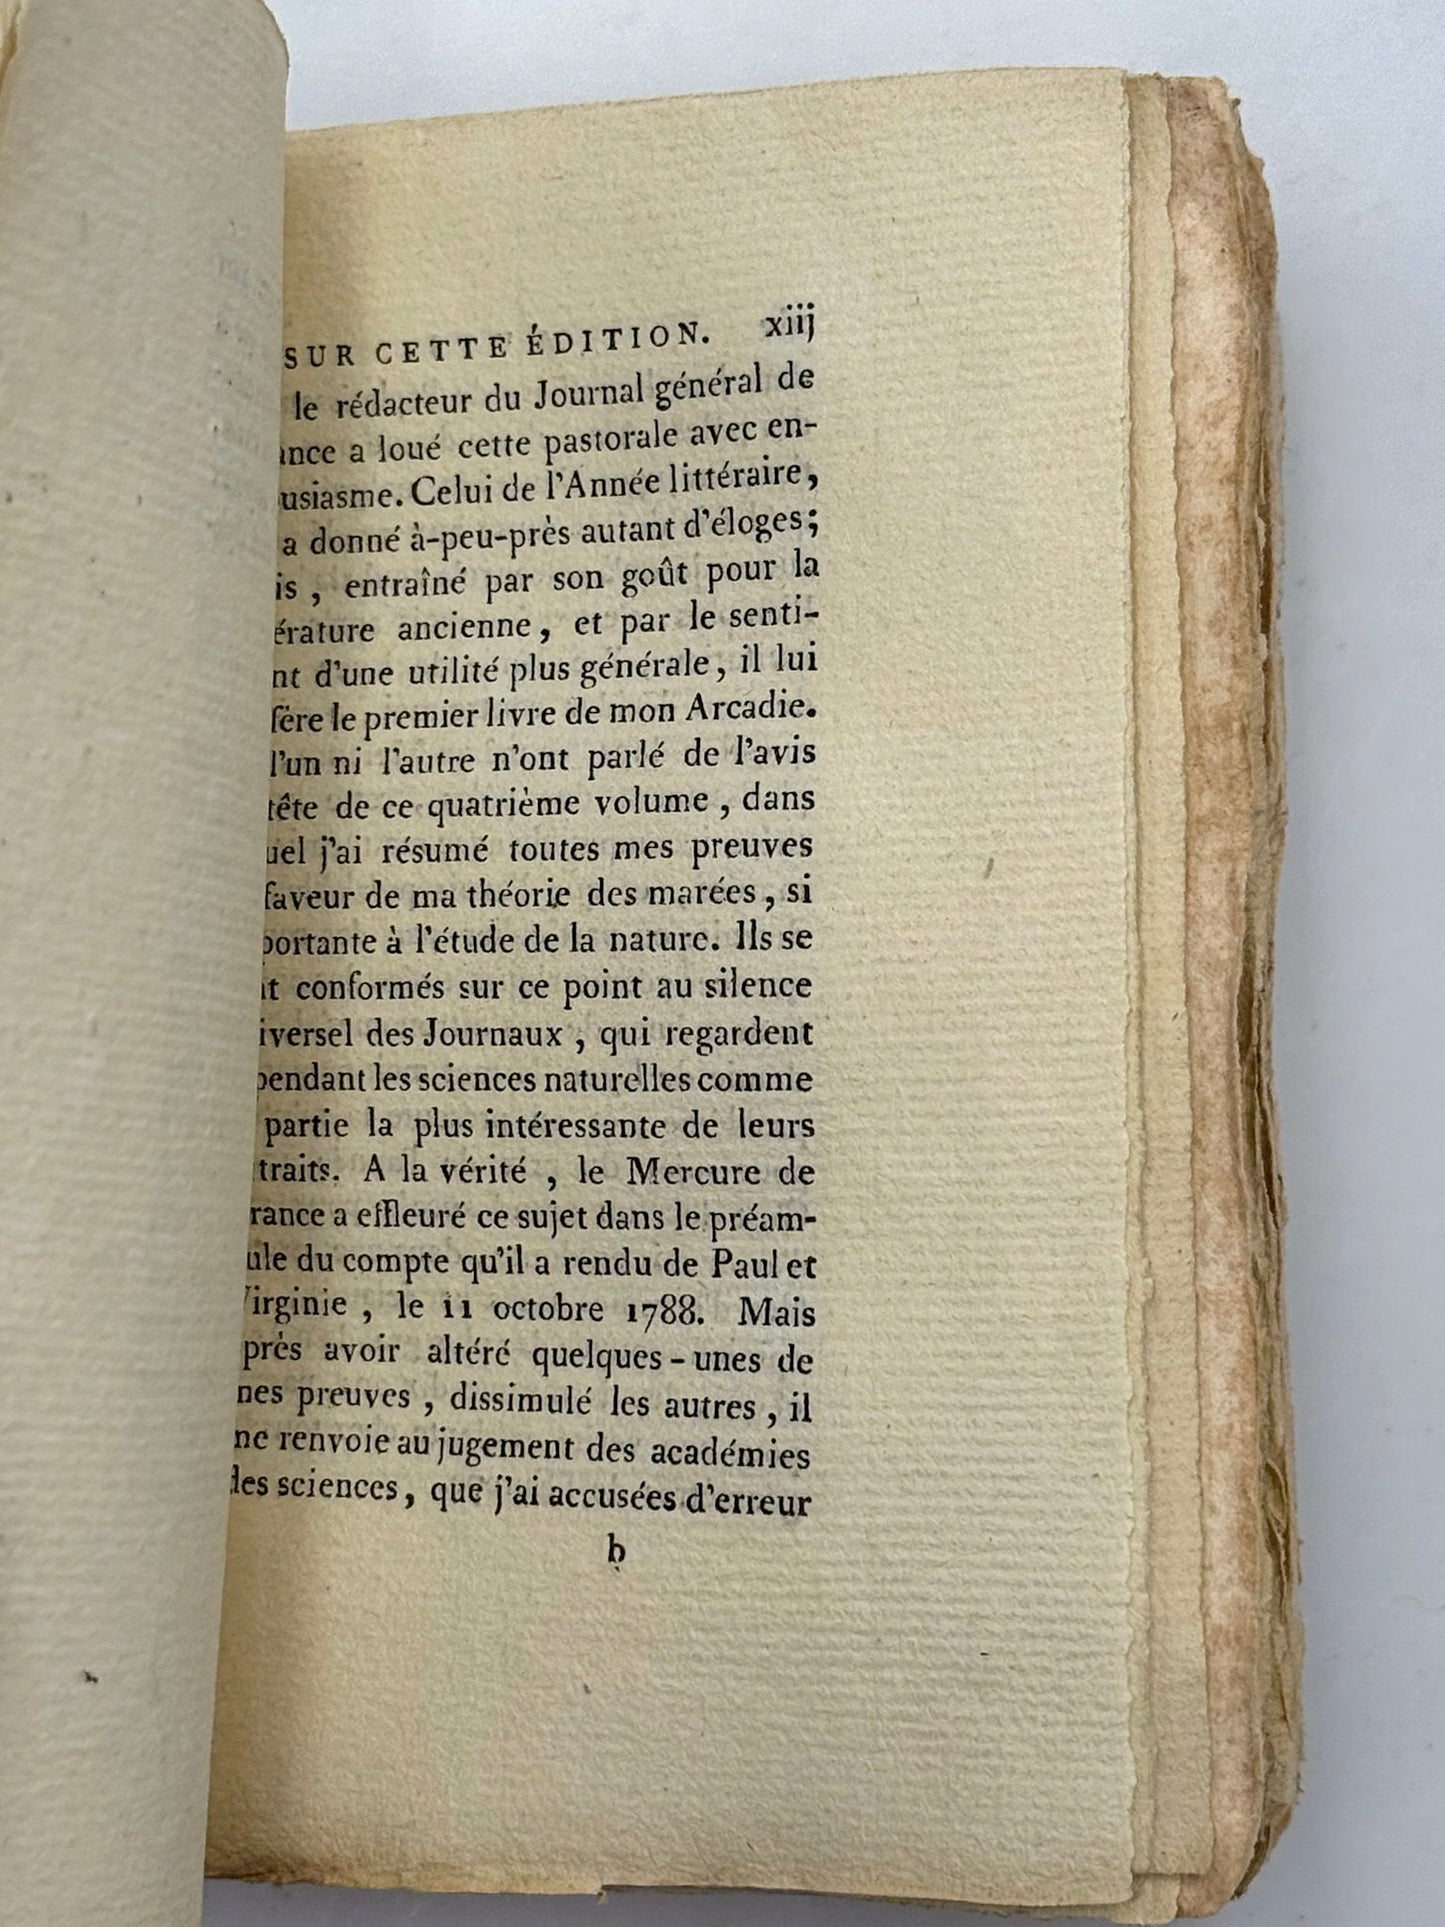 SUR CETTE ÉDITION. xiij
le rédacteur du Journal général de
ance a loué cette pastorale avec en-
usiasme. Celui de l'Année littéraire,
a donné à-peu-près autant d'éloges;
is, entraîné par son goût pour la
érature ancienne, et par le senti-
nt d'une utilité plus générale, il lui
fère le premier livre de mon Arcadie.
l'un ni l'autre n'ont parlé de l'avis
tête de ce quatrième volume, dans
uel j'ai résumé toutes mes preuves
faveur de ma théorie des marées, si
portante à l'étude de la nature. Ils se
t conformés sur ce point au silence
iversel des Journaux, qui regardent
pendant les sciences naturelles comme
partie la plus intéressante de leurs
traits. A la vérité, le Mercure de
rance a effleuré ce sujet dans le préam-
ule du compte qu'il a rendu de Paul et
Virginie, le 11 octobre 1788. Mais
près avoir altéré quelques-unes de
mes preuves, dissimulé les autres, il
me renvoie au jugement des académies
des sciences, que j'ai accusées d'erreur
b